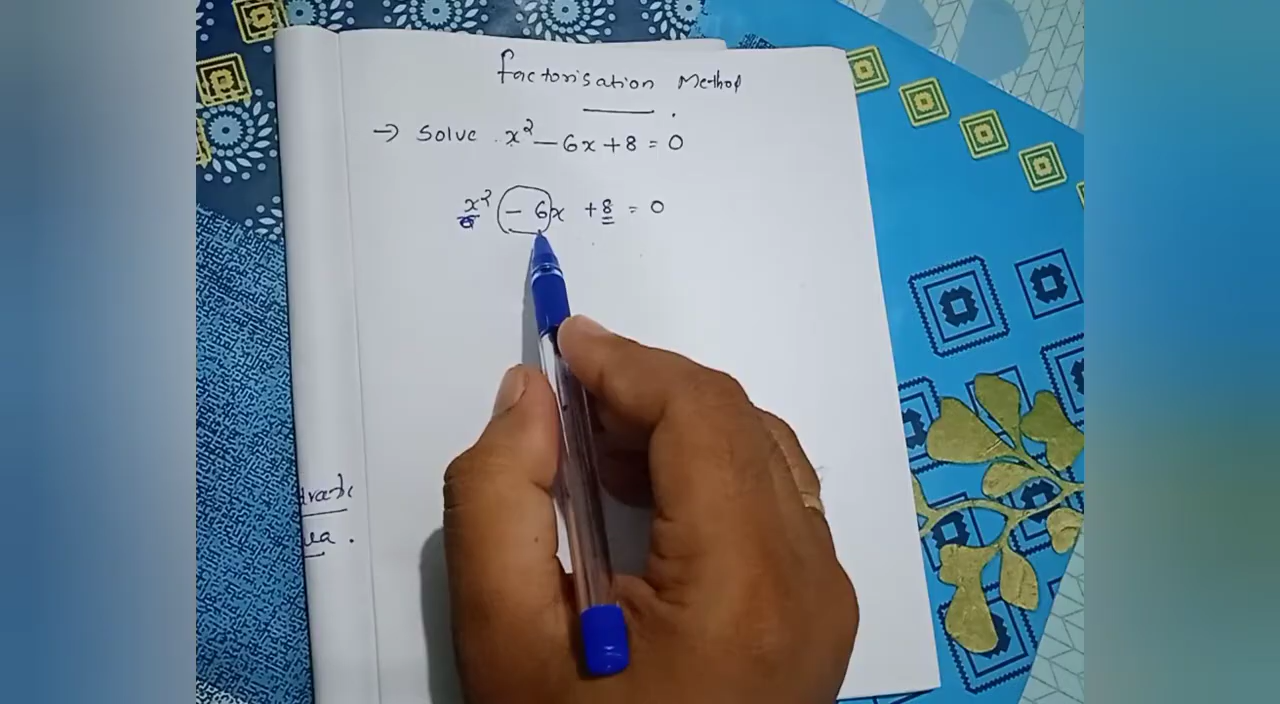 Factorisation Method
→ Solve x² - 6x + 8 = 0
x² - 6x + 8 = 0